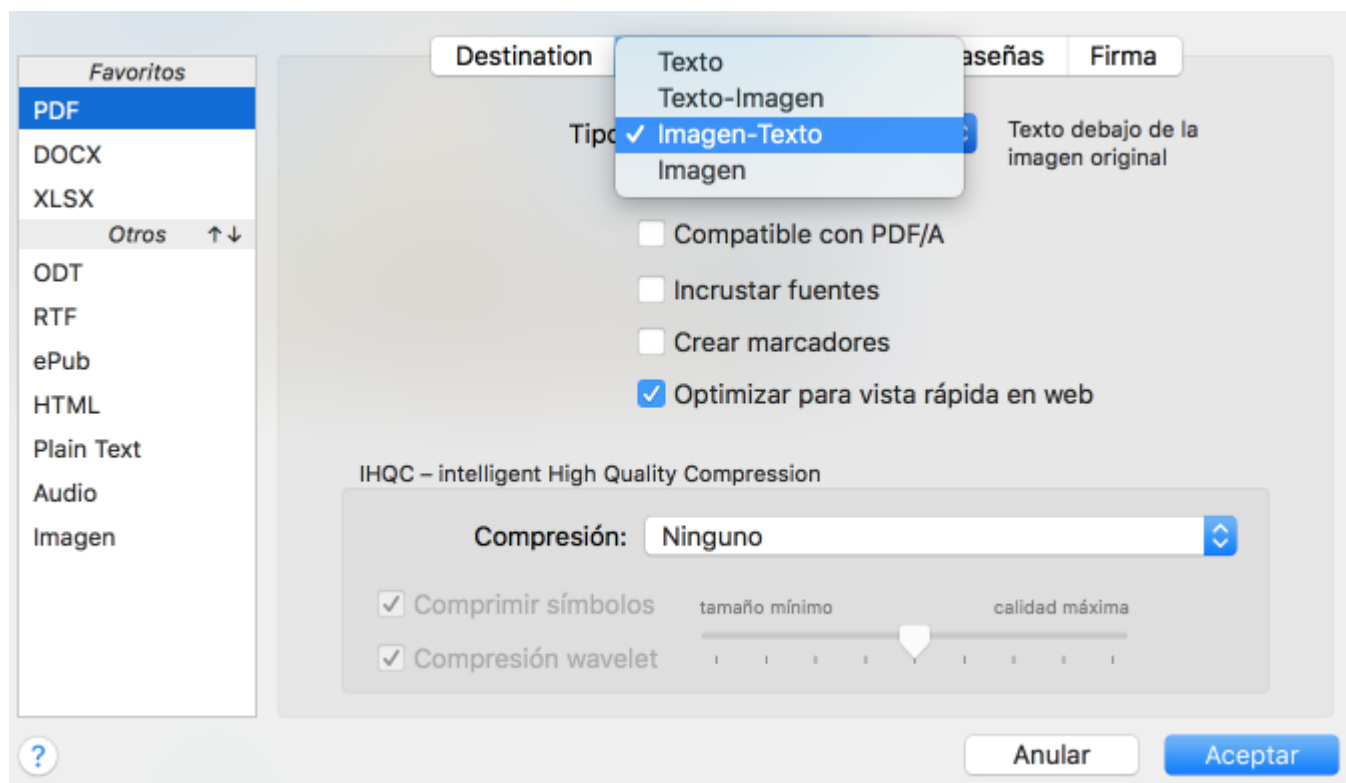 Favoritos
PDF
DOCX
XLSX
Otros ↑↓
ODT
RTF
ePub
HTML
Plain Text
Audio
Imagen
Destination
Firma
Texto
Texto-Imagen
✓ Imagen-Texto
Imagen
Texto debajo de la
imagen original
Compatible con PDF/A
Incrustar fuentes
Crear marcadores
Optimizar para vista rápida en web
IHQC – intelligent High Quality Compression
Compresión: Ninguno
Comprimir símbolos
tamaño mínimo calidad máxima
Compresión wavelet
?
Anular Aceptar